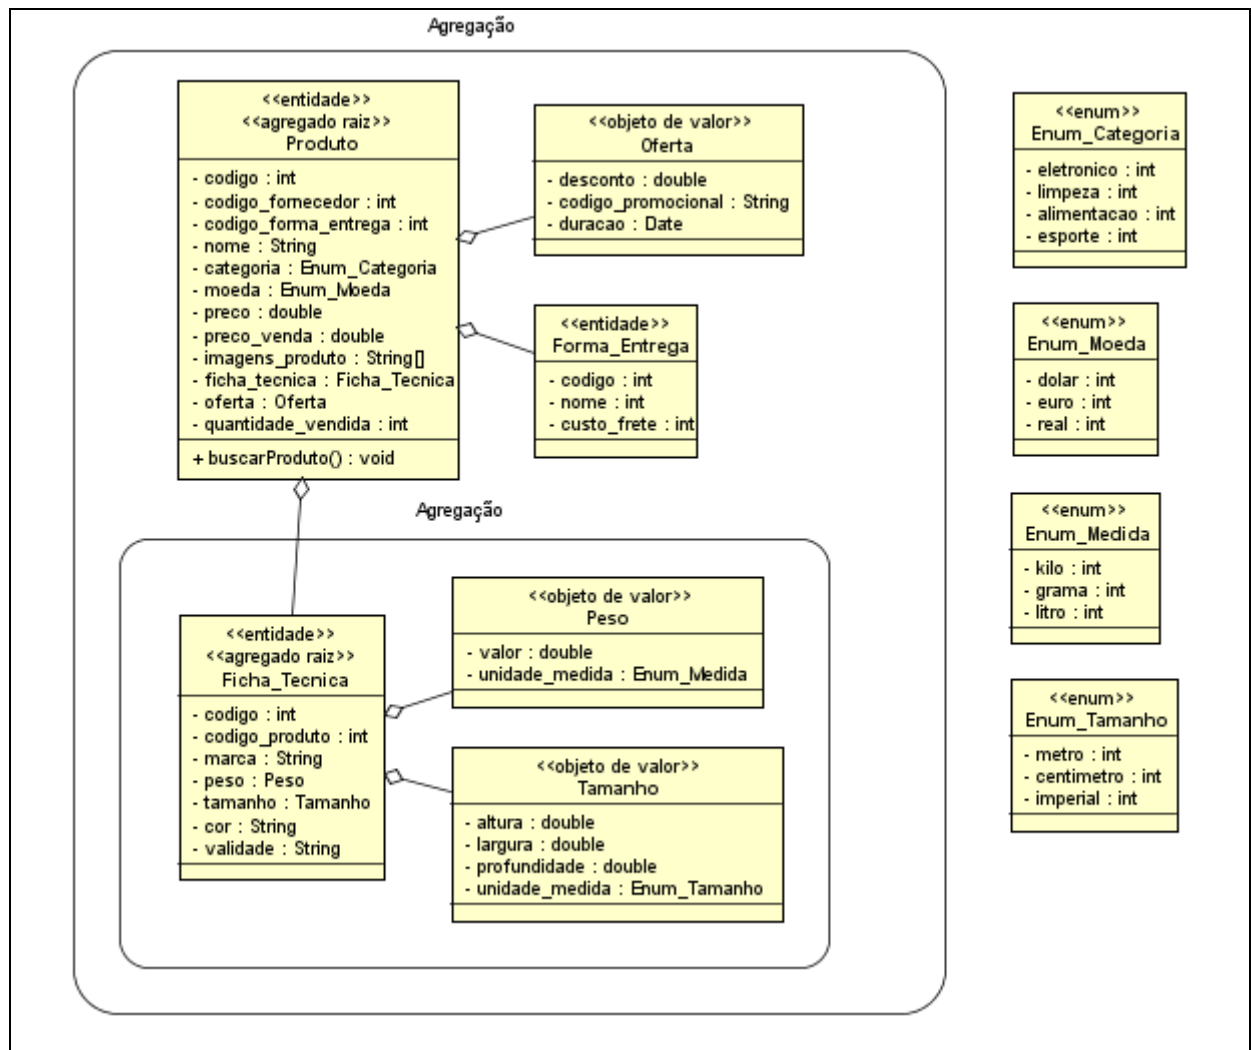 Agregação
<<entidade>>
<<agregado raiz>>
Produto
- codigo : int
- codigo_fornecedor : int
- codigo_forma_entrega : int
- nome : String
- categoria : Enum_Categoria
- moeda : Enum_Moeda
- preco : double
- preco_venda : double
- imagens_produto : String[]
- ficha_tecnica : Ficha_Tecnica
- oferta : Oferta
- quantidade_vendida : int
+ buscarProduto() : void
<<objeto de valor>>
Oferta
- desconto : double
- codigo_promocional : String
- duracao : Date
<<entidade>>
Forma_Entrega
- codigo : int
- nome : int
- custo_frete : int
Agregação
<<entidade>>
<<agregado raiz>>
Ficha_Tecnica
- codigo : int
- codigo_produto : int
- marca : String
- peso : Peso
- tamanho : Tamanho
- cor : String
- validade : String
<<objeto de valor>>
Peso
- valor : double
- unidade_medida : Enum_Medida
<<objeto de valor>>
Tamanho
- altura : double
- largura : double
- profundidade : double
- unidade_medida : Enum_Tamanho
<<enum>>
Enum_Categoria
- eletronico : int
- limpeza : int
- alimentacao : int
- esporte : int
<<enum>>
Enum_Moeda
- dolar : int
- euro : int
- real : int
<<enum>>
Enum_Medida
- kilo : int
- grama : int
- litro : int
<<enum>>
Enum_Tamanho
- metro : int
- centimetro : int
- imperial : int